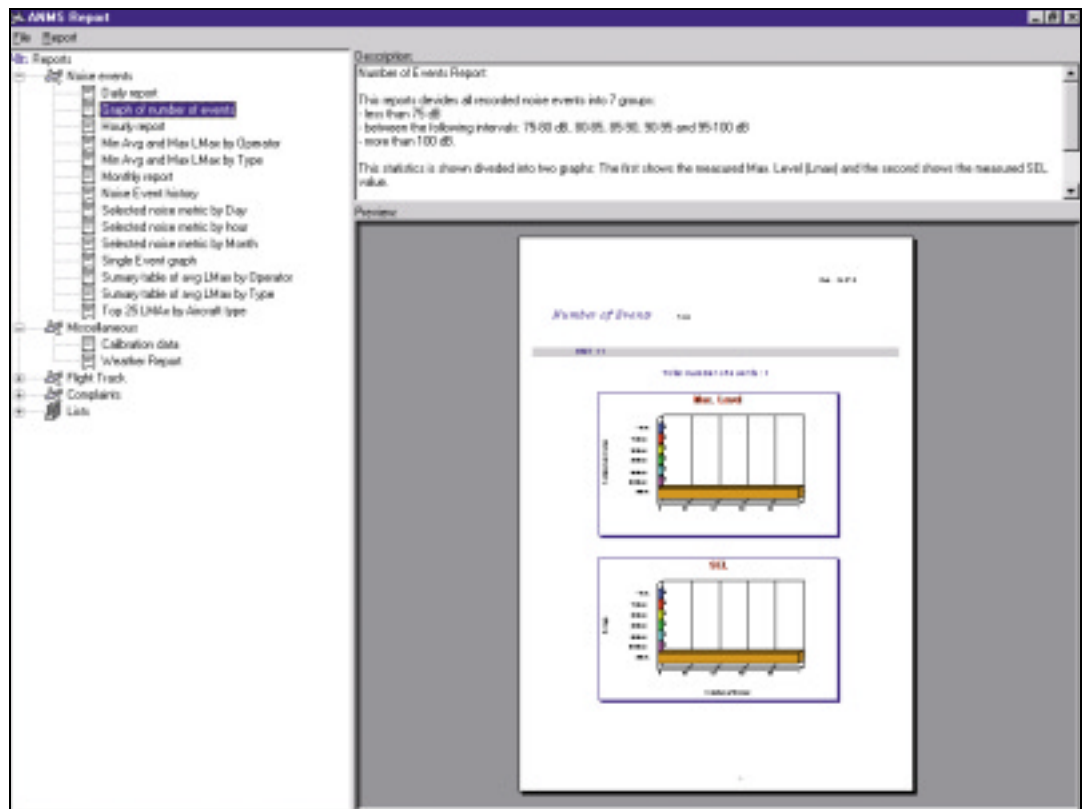 ANMS Report
File Report
Reports
Noise events
Daily report
Graph of number of events
Hourly report
Min Avg and Max LMax by Operator
Min Avg and Max LMax by Type
Monthly report
Noise Event history
Selected noise metric by Day
Selected noise metric by hour
Selected noise metric by Month
Single Event graph
Sumary table of avg LMax by Operator
Sumary table of avg LMax by Type
Top 25 LMAx by Aircraft type
Miscellaneous
Calibration data
Weather Report
Flight Track
Complaints
Lists
Description:
Number of Events Report:
This reports devides all recorded noise events into 7 groups:
- less than 75 dB
- between the following intervals: 75-80 dB, 80-85, 85-90, 90-95 and 95-100 dB
- more than 100 dB.
This statistics is shown divided into two graphs: The first shows the measured Max. Level (Lmax) and the second shows the measured SEL
value.
Preview:
Number of Events
Total number of events : 1
Max. Level
SEL